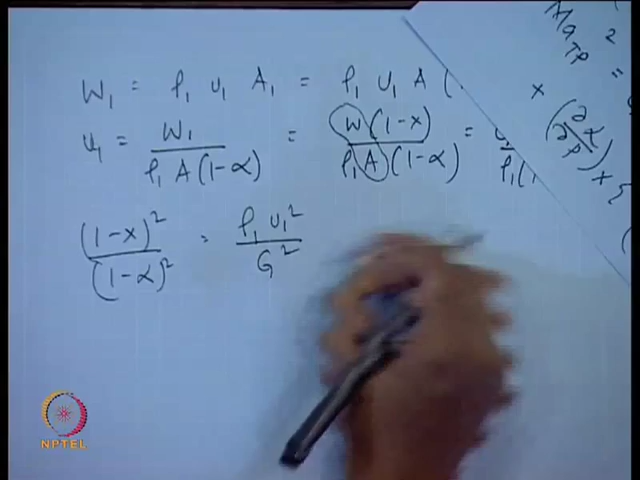 W₁ = ρ₁ u₁ A₁ = ρ₁ u₁ A (
u₁ = W₁ / ρ₁ A (1-α) = W (1-x) / ρ₁ A (1-α) =
(1-x)² / (1-α)² = ρ₁ u₁² / G²
Ma_TP² =
× (∂α/∂p) ×
NPTEL